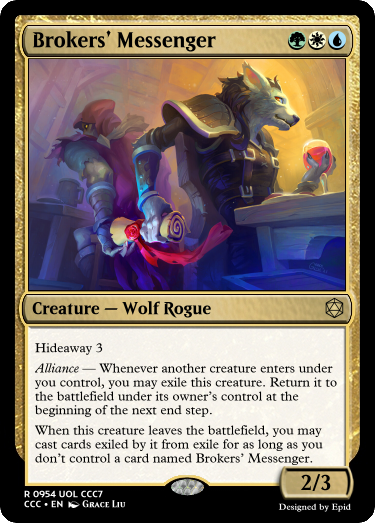 Brokers’ Messenger
Creature — Wolf Rogue
Hideaway 3
Alliance — Whenever another creature enters under
you control, you may exile this creature. Return it to
the battlefield under its owner’s control at the
beginning of the next end step.
When this creature leaves the battlefield, you may
cast cards exiled by it from exile for as long as you
don’t control a card named Brokers’ Messenger.
2/3
R 0954 UOL CCC7
CCC • EN Grace Liu
Designed by Epid